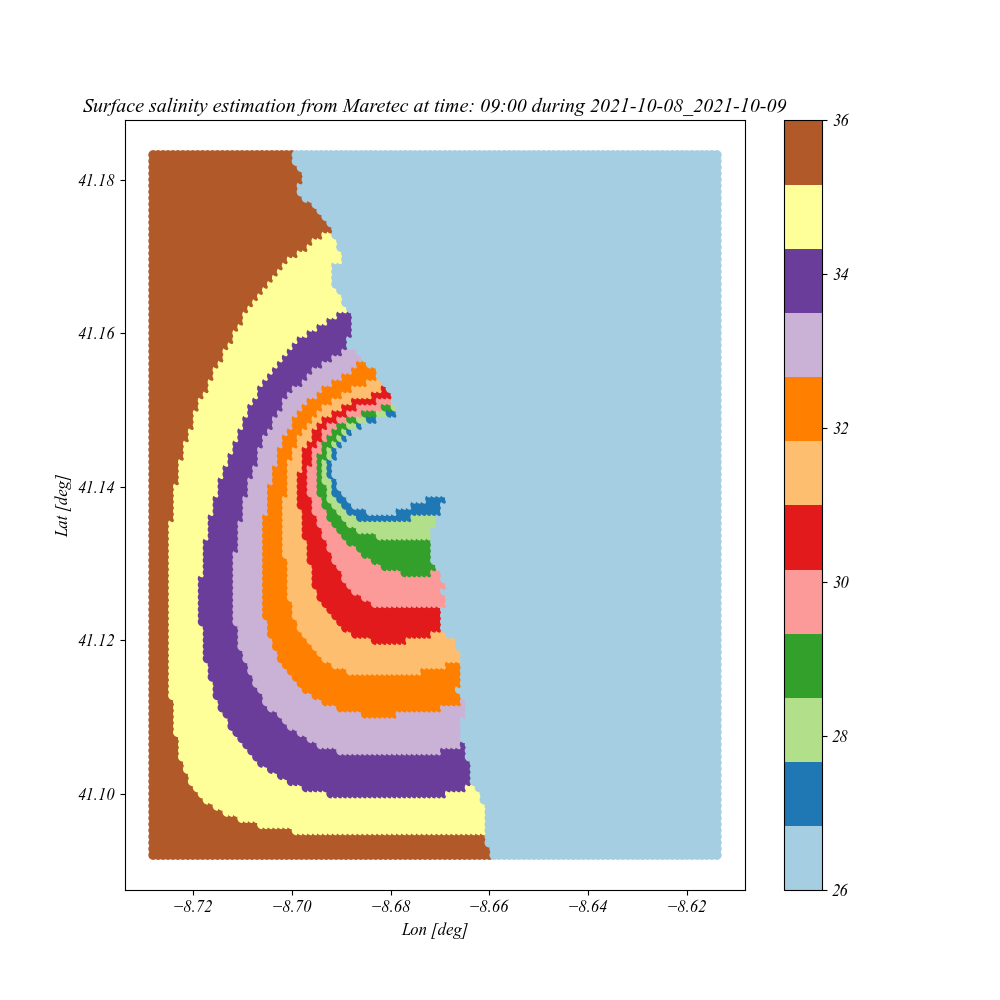 Surface salinity estimation from Maretec at time: 09:00 during 2021-10-08_2021-10-09
36
34
32
30
28
26
41.18
41.16
41.14
41.12
41.10
Lat [deg]
−8.72 −8.70 −8.68 −8.66 −8.64 −8.62
Lon [deg]